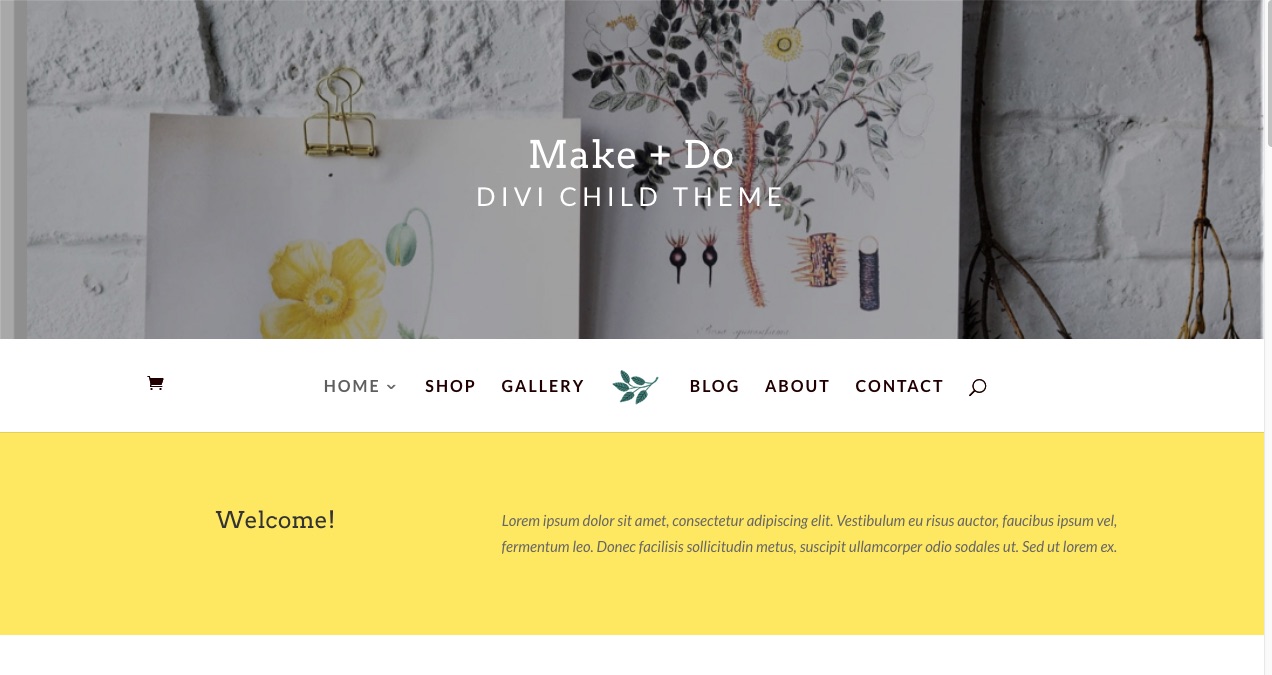 Make + Do
DIVI CHILD THEME
HOME
SHOP
GALLERY
BLOG
ABOUT
CONTACT
Welcome!
Lorem ipsum dolor sit amet, consectetur adipiscing elit. Vestibulum eu risus auctor, faucibus ipsum vel,
fermentum leo. Donec facilisis sollicitudin metus, suscipit ullamcorper odio sodales ut. Sed ut lorem ex.